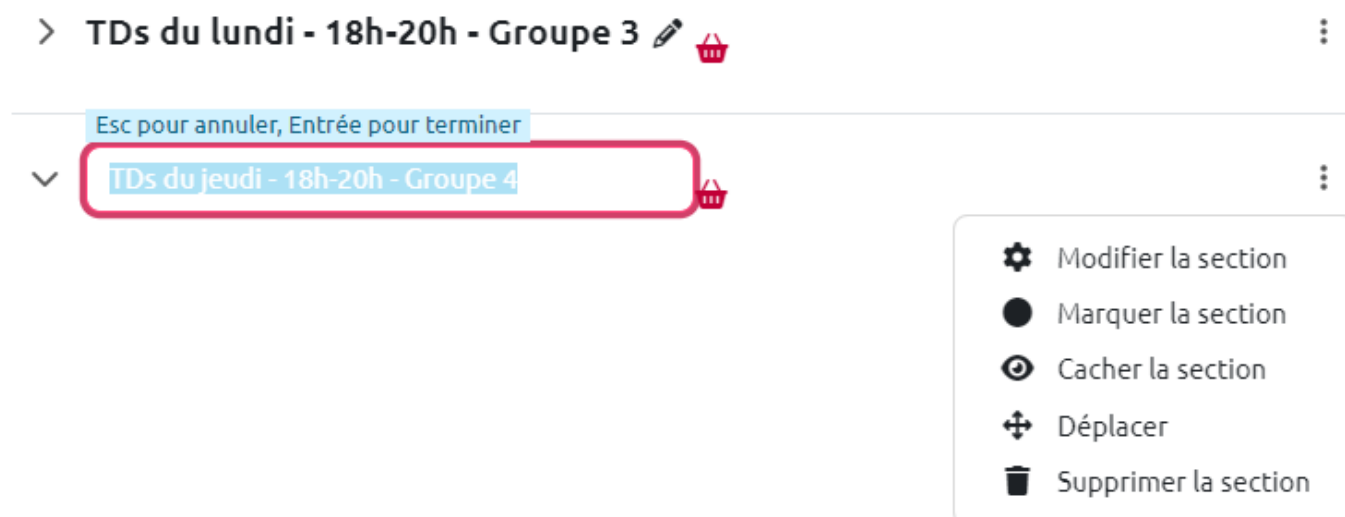 TDs du lundi - 18h-20h - Groupe 3
Esc pour annuler, Entrée pour terminer
TDs du jeudi - 18h-20h - Groupe 4
Modifier la section
Marquer la section
Cacher la section
Déplacer
Supprimer la section